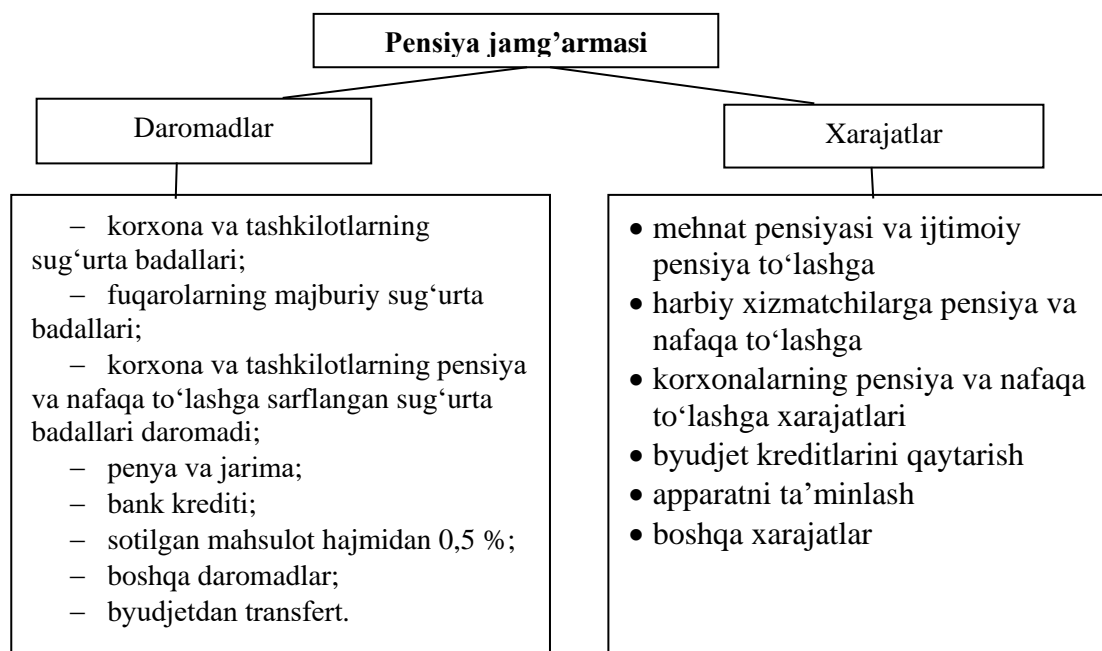 Pensiya jamg’armasi
Daromadlar
Xarajatlar
– korxona va tashkilotlarning
sug‘urta badallari;
– fuqarolarning majburiy sug‘urta
badallari;
– korxona va tashkilotlarning pensiya
va nafaqa to‘lashga sarflangan sug‘urta
badallari daromadi;
– penya va jarima;
– bank krediti;
– sotilgan mahsulot hajmidan 0,5 %;
– boshqa daromadlar;
– byudjetdan transfert.
• mehnat pensiyasi va ijtimoiy
pensiya to‘lashga
• harbiy xizmatchilarga pensiya va
nafaqa to‘lashga
• korxonalarning pensiya va nafaqa
to‘lashga xarajatlari
• byudjet kreditlarini qaytarish
• apparatni ta’minlash
• boshqa xarajatlar